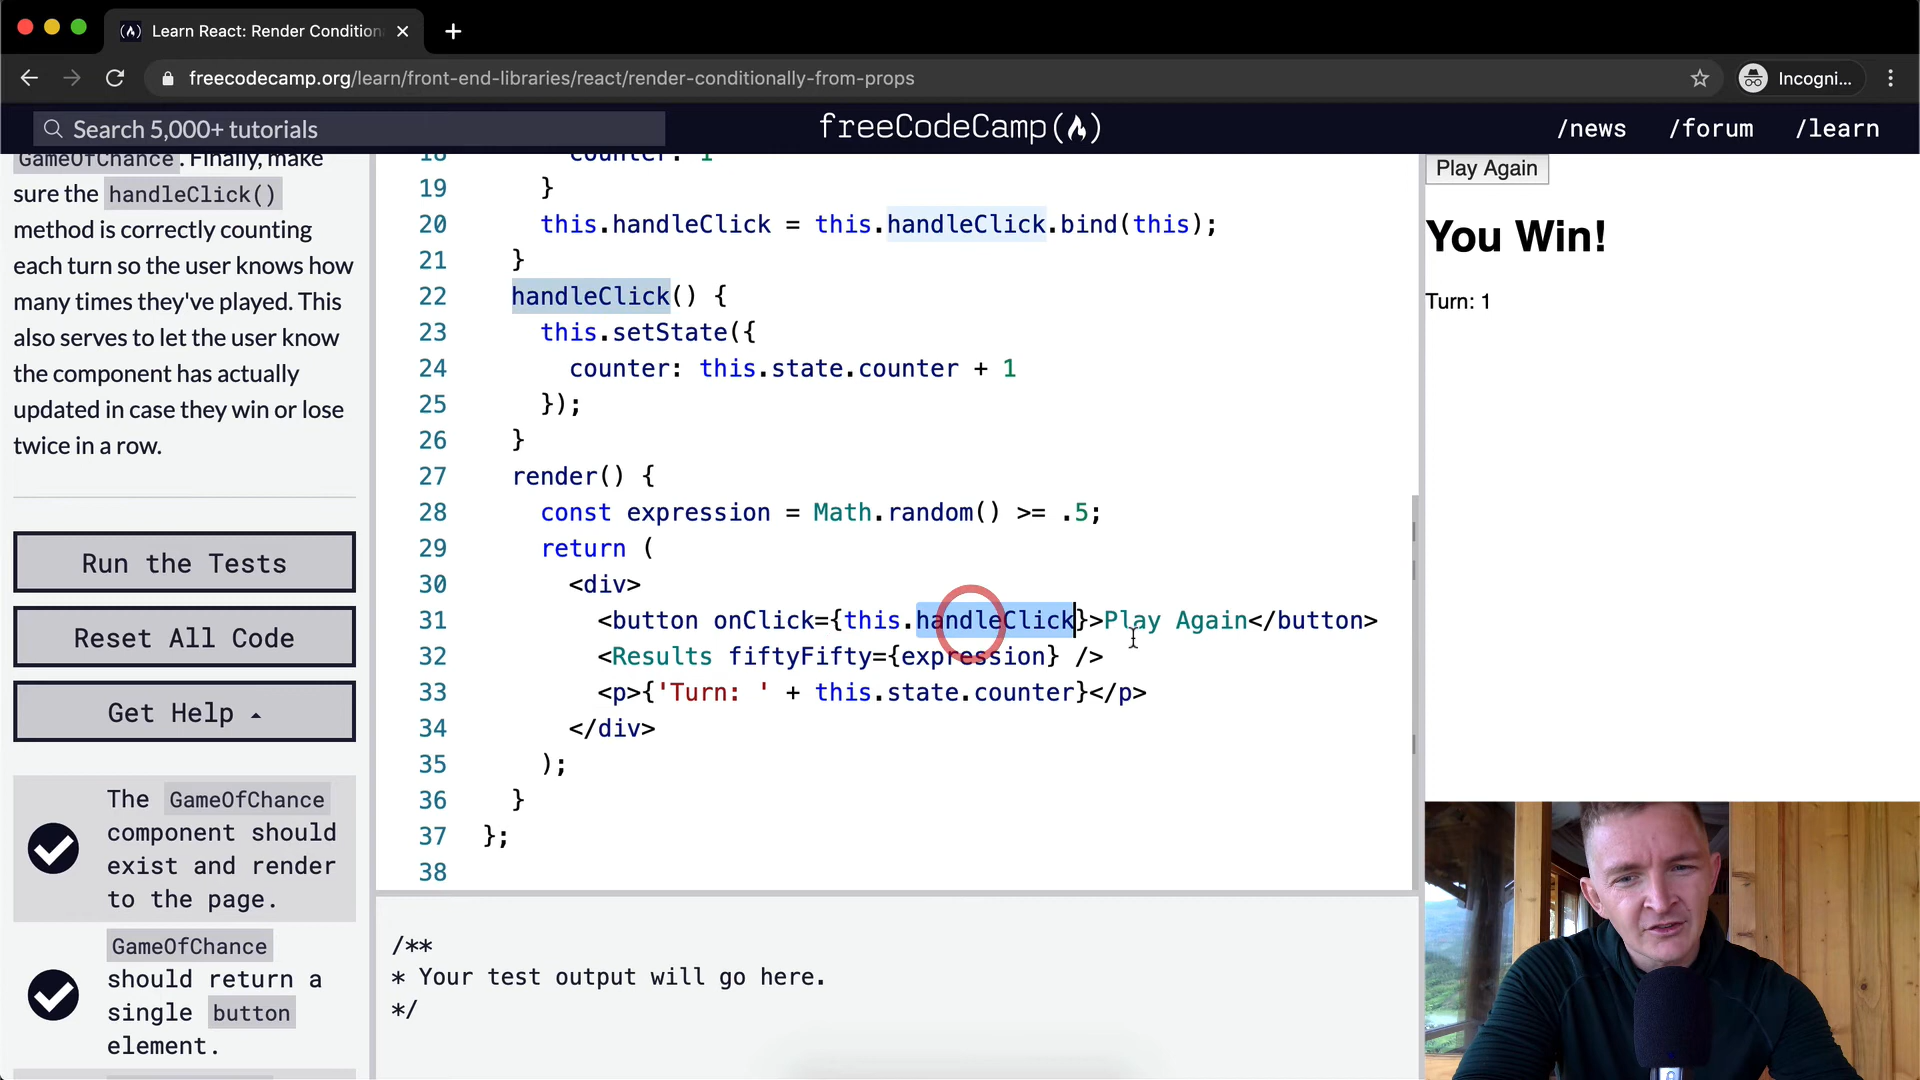 Learn React: Render Condition
freecodecamp.org/learn/front-end-libraries/react/render-conditionally-from-props
Incogni...
Search 5,000+ tutorials
freeCodeCamp
/news
/forum
/learn
GameOfChance. Finally, make
sure the handleClick()
method is correctly counting
each turn so the user knows how
many times they've played. This
also serves to let the user know
the component has actually
updated in case they win or lose
twice in a row.
Run the Tests
Reset All Code
Get Help
The GameOfChance
component should
exist and render
to the page.
GameOfChance
should return a
single button
element.
18 counter: 1
19 }
20 this.handleClick = this.handleClick.bind(this);
21 }
22 handleClick() {
23 this.setState({
24 counter: this.state.counter + 1
25 });
26 }
27 render() {
28 const expression = Math.random() >= .5;
29 return (
30 <div>
31 <button onClick={this.handleClick}>Play Again</button>
32 <Results fiftyFifty={expression} />
33 <p>{'Turn: ' + this.state.counter}</p>
34 </div>
35 );
36 }
37 };
38
/**
* Your test output will go here.
*/
Play Again
You Win!
Turn: 1